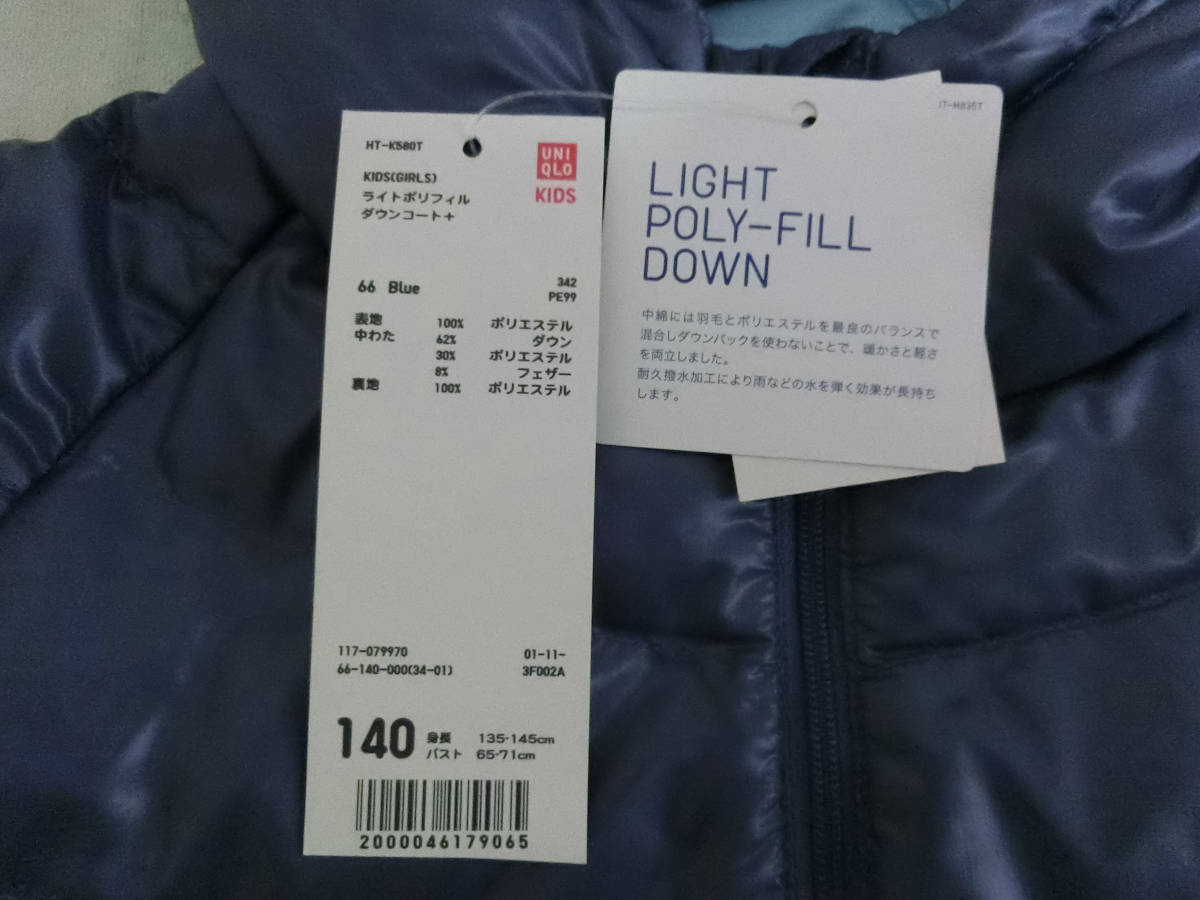 HT-K580T
UNI
QLO
KIDS
KIDS(GIRLS)
ライトポリフィル
ダウンコート+
66 Blue
342
PE99
表地 100% ポリエステル
中わた 62% ダウン
30% ポリエステル
8% フェザー
裏地 100% ポリエステル
117-079970 01-11-
66-140-000(34-01) 3F002A
140 身長 135-145cm
バスト 65-71cm
2000046179065
LIGHT
POLY-FILL
DOWN
中綿には羽毛とポリエステルを最良のバランスで
混合しダウンパックを使わないことで、暖かさと軽さ
を両立しました。
耐久撥水加工により雨などの水を弾く効果が長持ち
します。